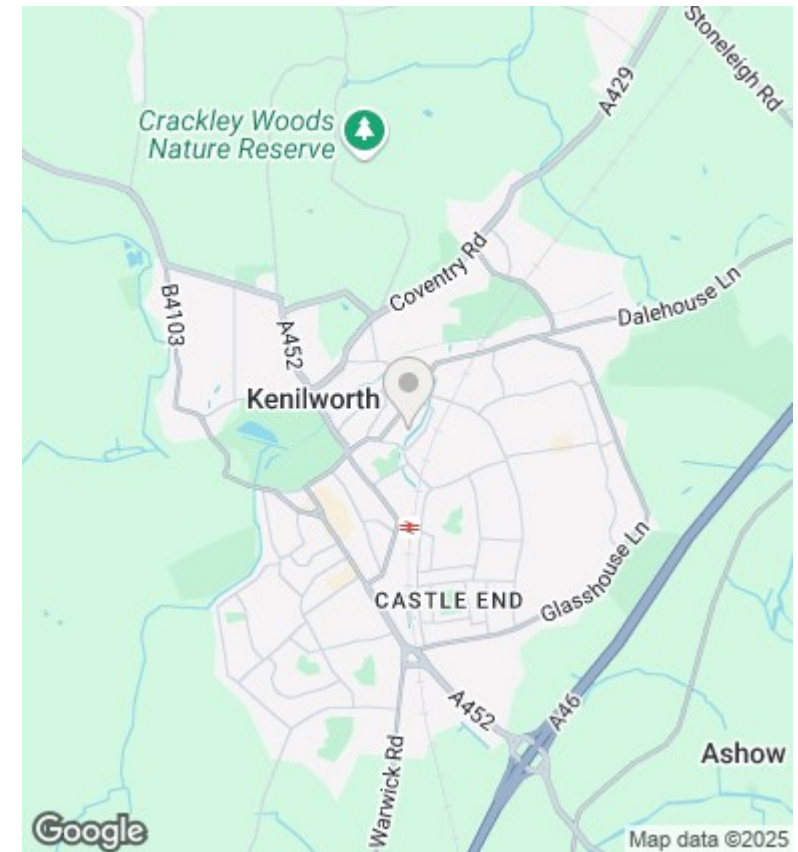 Stoneleigh Rd
A429
Crackley Woods
Nature Reserve
Coventry Rd
B4103
A452
Dalehouse Ln
Kenilworth
Glasshouse Ln
CASTLE END
A452
A46
Warwick Rd
Ashow
Google
Map data ©2025